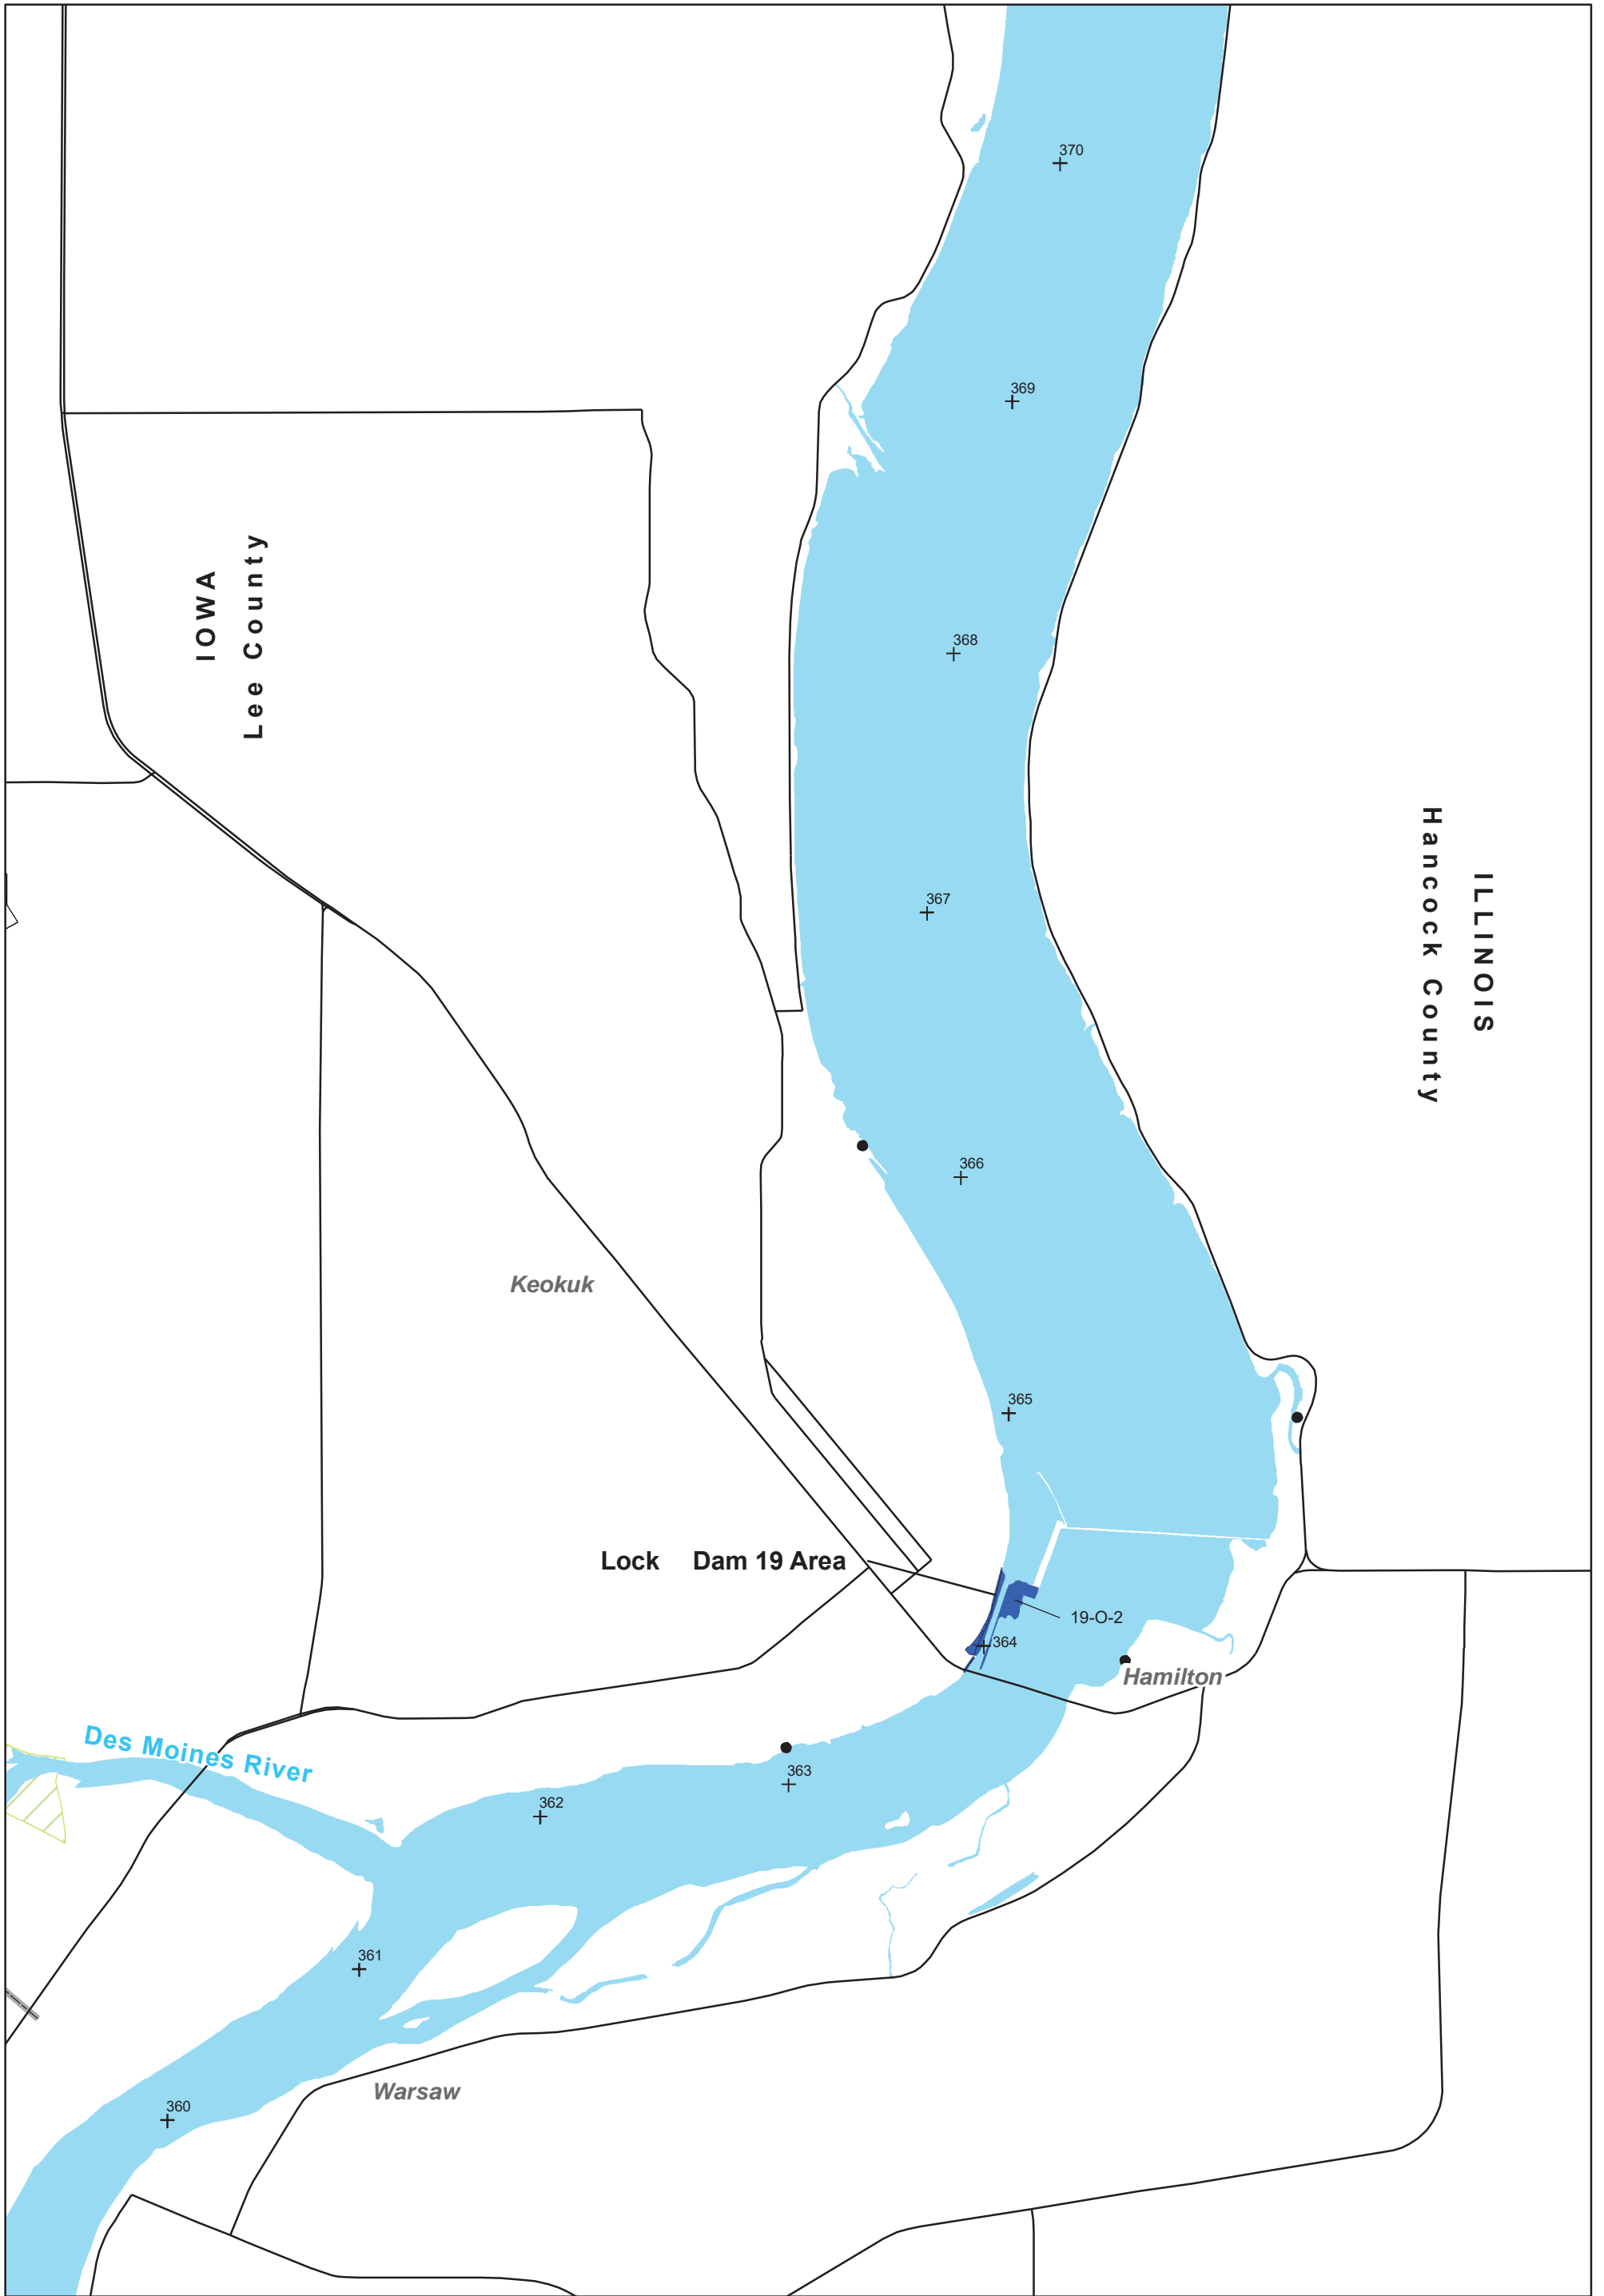 370
369
IOWA
Lee County
368
Hancock County
ILLINOIS
367
366
Keokuk
365
Lock Dam 19 Area
19-O-2
364
Hamilton
Des Moines River
363
362
361
Warsaw
360